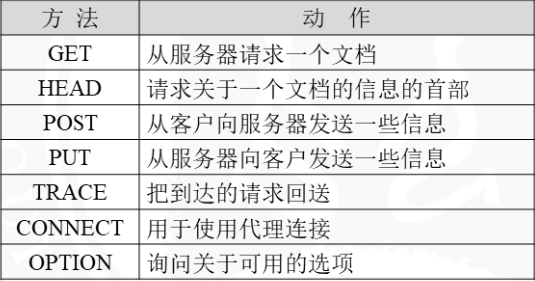 方 法 动 作
GET 从服务器请求一个文档
HEAD 请求关于一个文档的信息的首部
POST 从客户向服务器发送一些信息
PUT 从服务器向客户发送一些信息
TRACE 把到达的请求回送
CONNECT 用于使用代理连接
OPTION 询问关于可用的选项